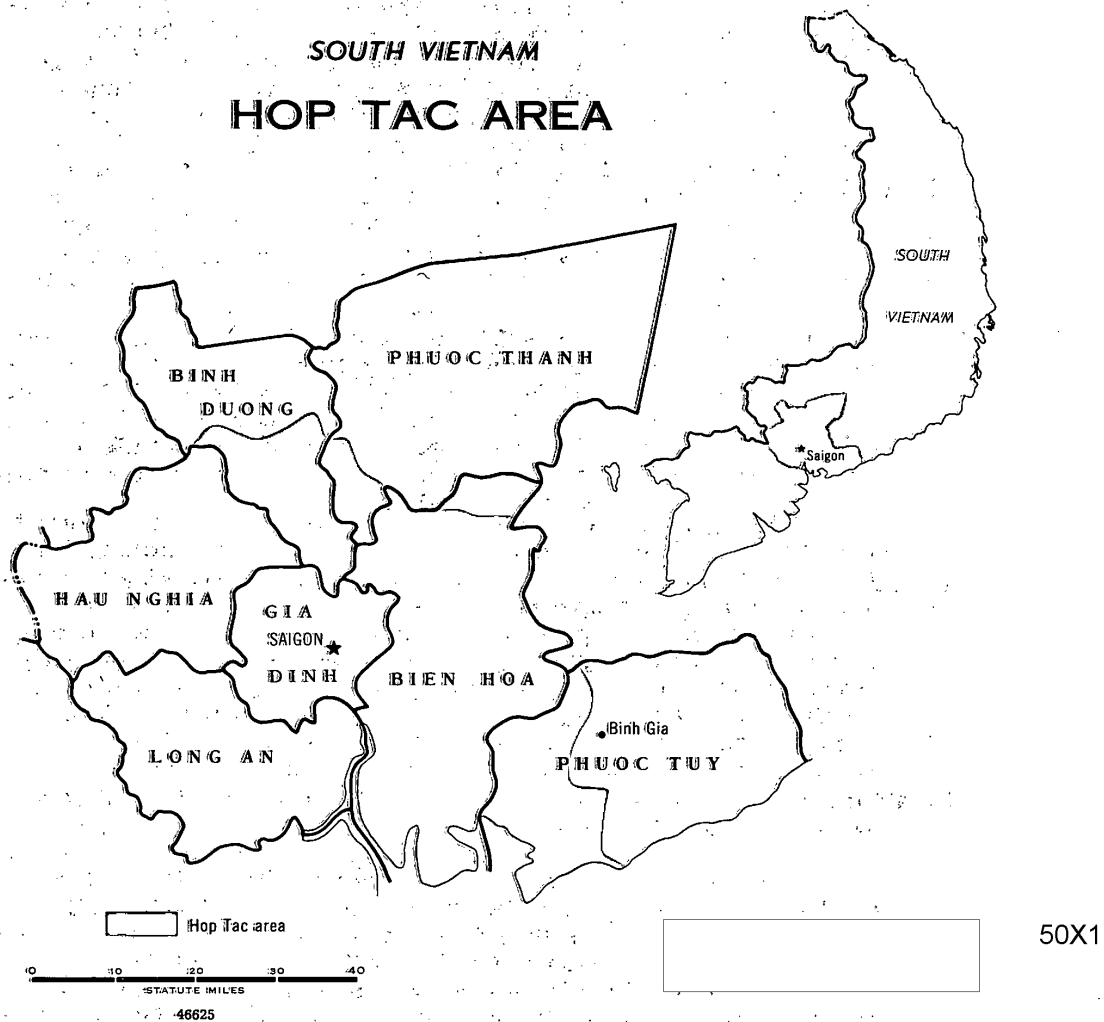 SOUTH VIETNAM
HOP TAC AREA
SOUTH
VIETNAM
PHUOC THANH
BINH
DUONG
Saigon
HAU NGHIA
GIA
SAIGON
DINH
BIEN HOA
Binh Gia
LONG AN
PHUOC TUY
Hop Tac area
50X1
0 10 20 30 40
STATUTE MILES
46625